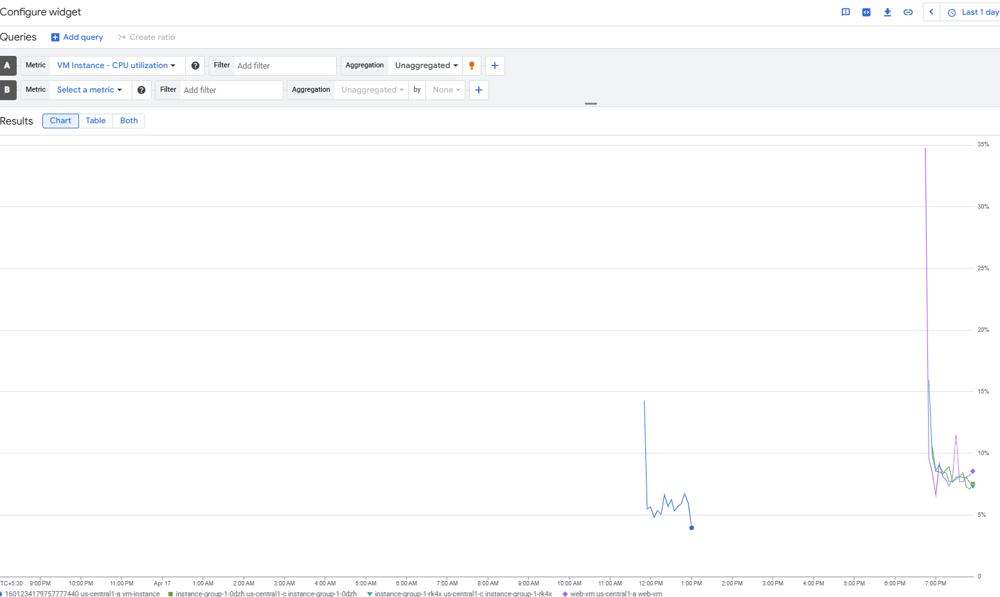 Configure widget
Last 1 day
Queries Add query Create ratio
A Metric VM Instance - CPU utilization Filter Add filter Aggregation Unaggregated
B Metric Select a metric Filter Add filter Aggregation Unaggregated by None
Results Chart Table Both
35%
30%
25%
20%
15%
10%
5%
0
TC+5:30 9:00 PM 10:00 PM 11:00 PM Apr 17 1:00 AM 2:00 AM 3:00 AM 4:00 AM 5:00 AM 6:00 AM 7:00 AM 8:00 AM 9:00 AM 10:00 AM 11:00 AM 12:00 PM 1:00 PM 2:00 PM 3:00 PM 4:00 PM 5:00 PM 6:00 PM 7:00 PM
1601234179757777440 us-central1-a vm-instance instance-group-1-0dzh us-central1-c instance-group-1-0dzh instance-group-1-rk4x us-central1-c instance-group-1-rk4x web-vm us-central1-a web-vm